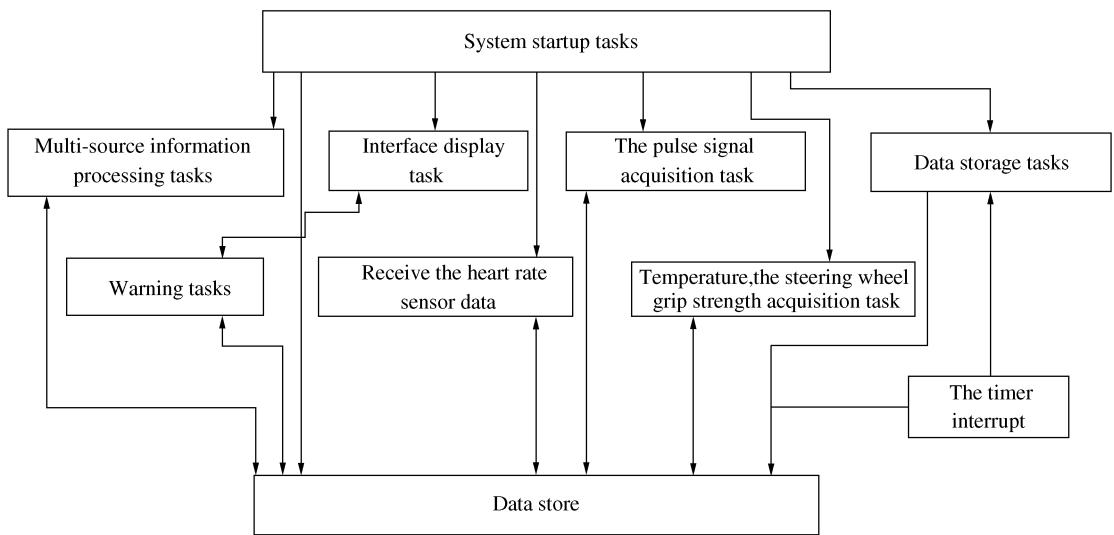 System startup tasks
Multi-source information
processing tasks
Interface display
task
The pulse signal
acquisition task
Data storage tasks
Warning tasks
Receive the heart rate
sensor data
Temperature,the steering wheel
grip strength acquisition task
The timer
interrupt
Data store